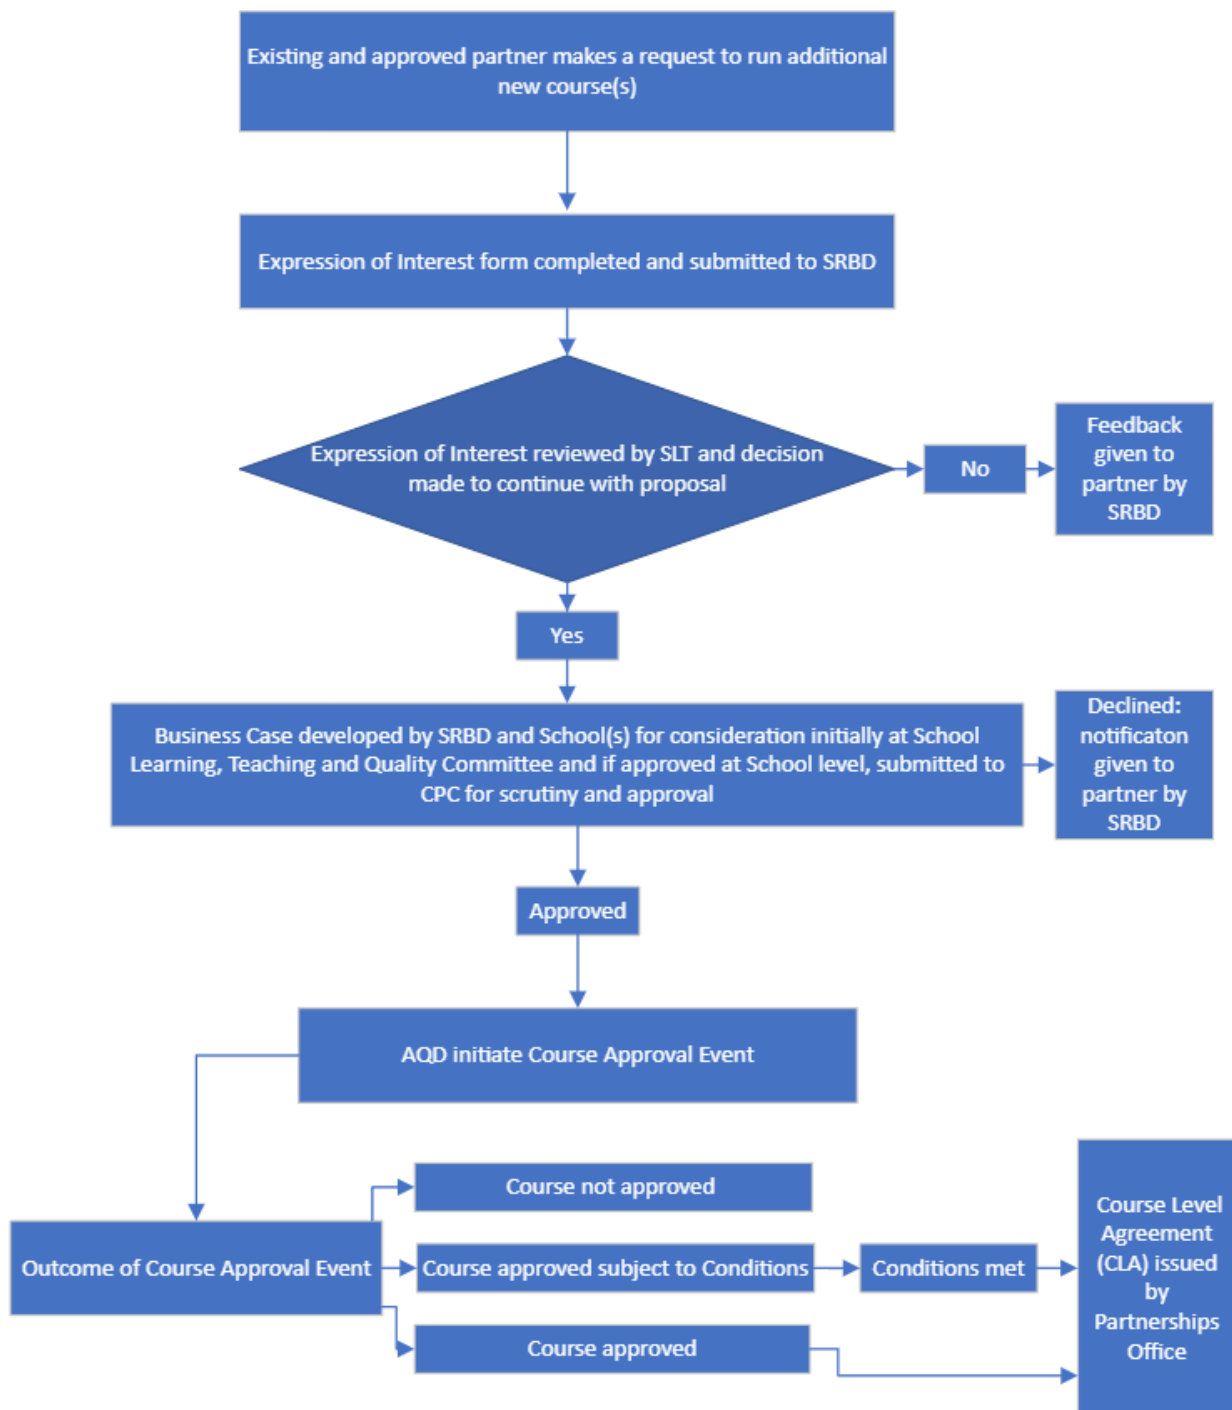 Existing and approved partner makes a request to run additional
new course(s)
Expression of Interest form completed and submitted to SRBD
Expression of Interest reviewed by SLT and decision
made to continue with proposal
No
Feedback
given to
partner by
SRBD
Yes
Business Case developed by SRBD and School(s) for consideration initially at School
Learning, Teaching and Quality Committee and if approved at School level, submitted to
CPC for scrutiny and approval
Declined:
notificaton
given to
partner by
SRBD
Approved
AQD initiate Course Approval Event
Outcome of Course Approval Event
Course not approved
Course approved subject to Conditions
Conditions met
Course approved
Course Level
Agreement
(CLA) issued
by
Partnerships
Office